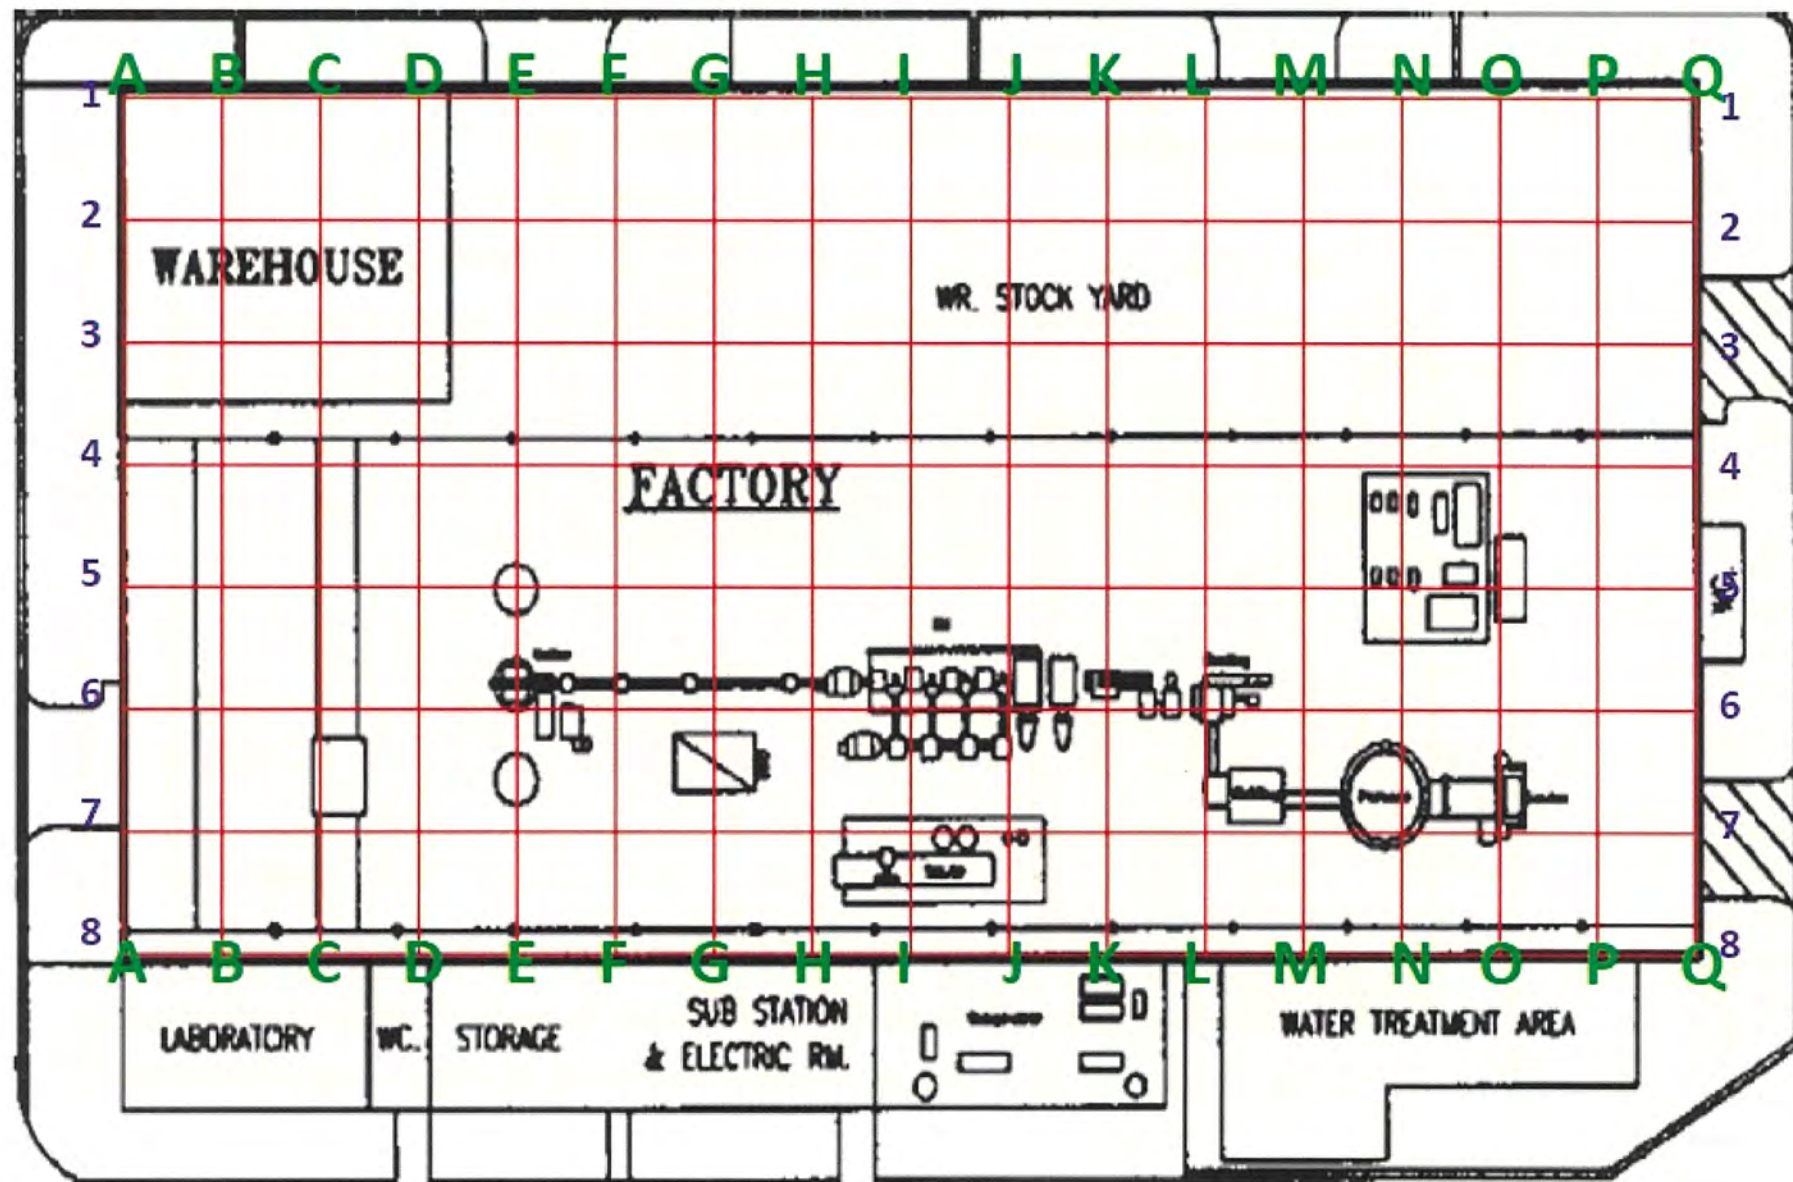 A B C D E F G H I J K L M N O P Q
1 1
2 2
WAREHOUSE
WR. STOCK YARD
3 3
4 4
FACTORY
5 5
6 6
7 7
8 8
A B C D E F G H I J K L M N O P Q
LABORATORY
WC.
STORAGE
SUB STATION
& ELECTRIC RM.
WATER TREATMENT AREA